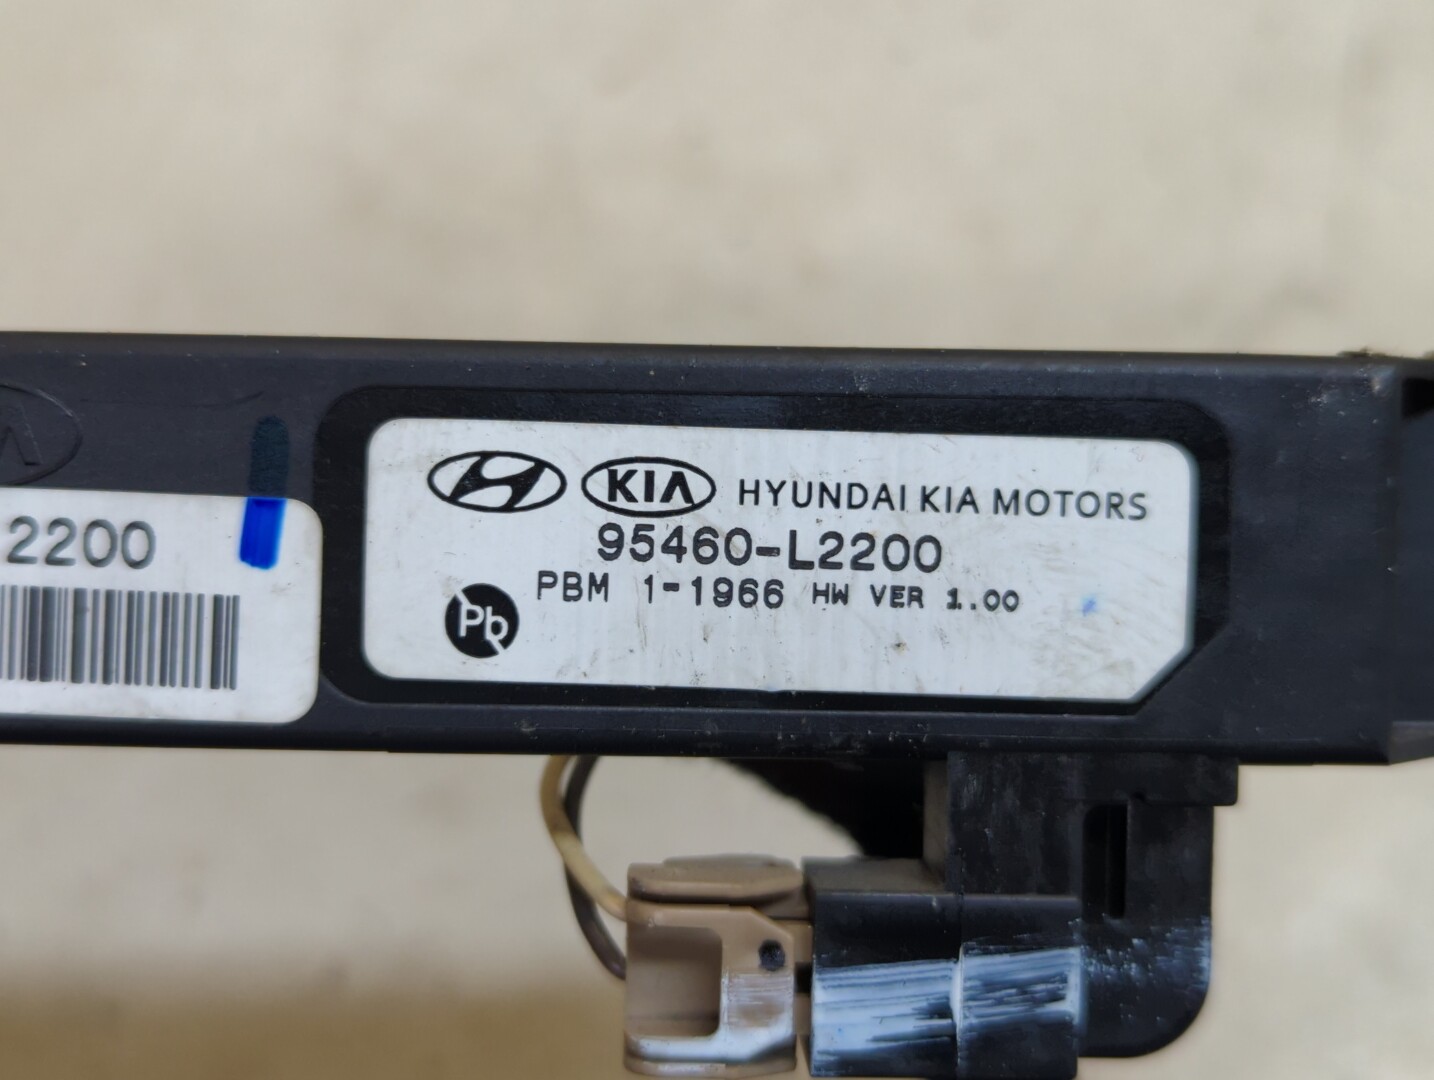 KIA HYUNDAI KIA MOTORS
95460-L2200
PBM 1-1966 HW VER 1.00
Pb
2200